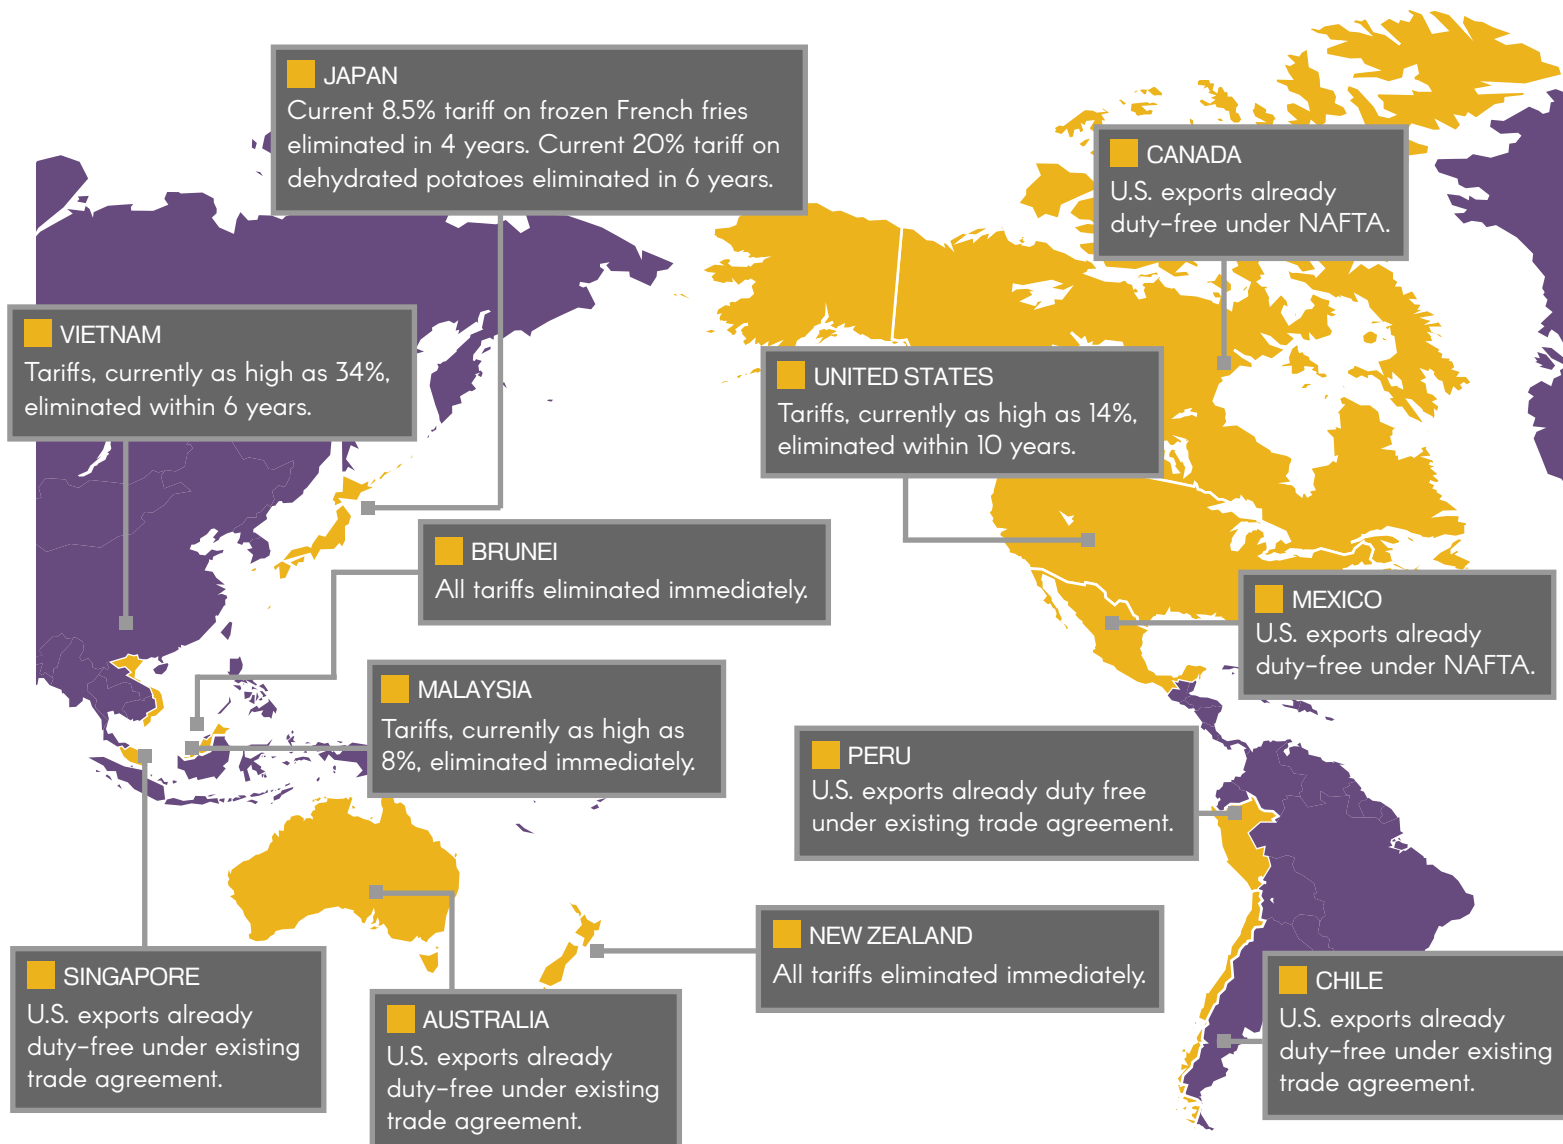 JAPAN
Current 8.5% tariff on frozen French fries
eliminated in 4 years. Current 20% tariff on
dehydrated potatoes eliminated in 6 years.
CANADA
U.S. exports already
duty-free under NAFTA.
VIETNAM
Tariffs, currently as high as 34%,
eliminated within 6 years.
UNITED STATES
Tariffs, currently as high as 14%,
eliminated within 10 years.
BRUNEI
All tariffs eliminated immediately.
MEXICO
U.S. exports already
duty-free under NAFTA.
MALAYSIA
Tariffs, currently as high as
8%, eliminated immediately.
PERU
U.S. exports already duty free
under existing trade agreement.
NEW ZEALAND
All tariffs eliminated immediately.
SINGAPORE
U.S. exports already
duty-free under existing
trade agreement.
AUSTRALIA
U.S. exports already
duty-free under existing
trade agreement.
CHILE
U.S. exports already
duty-free under existing
trade agreement.